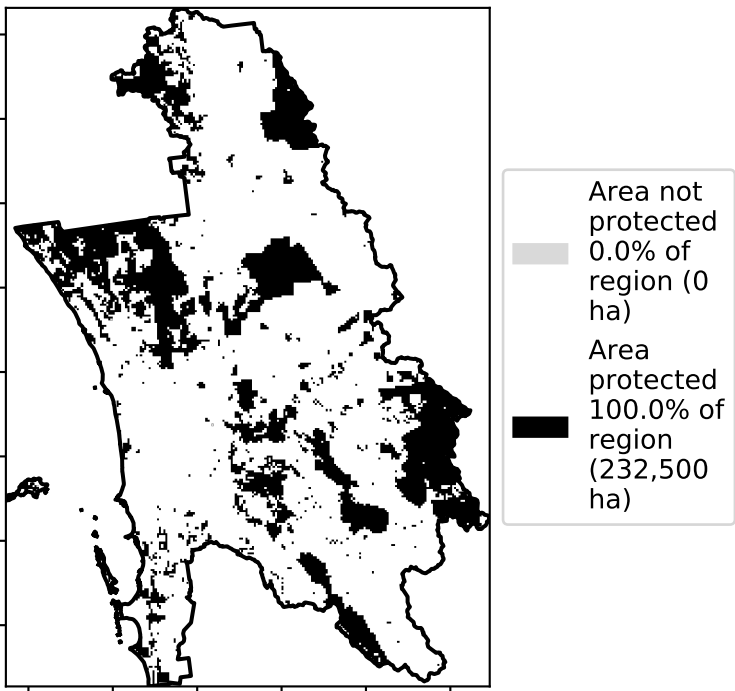 Area not
protected
0.0% of
region (0
ha)
Area
protected
100.0% of
region
(232,500
ha)